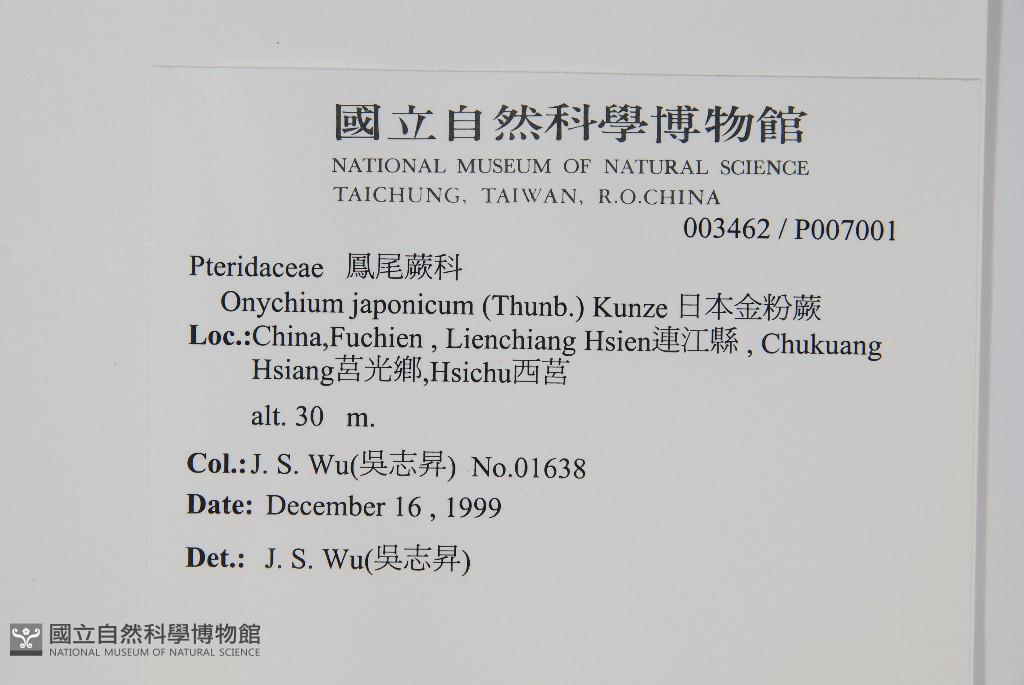 國立自然科學博物館
NATIONAL MUSEUM OF NATURAL SCIENCE
TAICHUNG, TAIWAN, R.O.CHINA
003462 / P007001
Pteridaceae 鳳尾蕨科
Onychium japonicum (Thunb.) Kunze 日本金粉蕨
Loc.:China,Fuchien , Lienchiang Hsien連江縣 , Chukuang
Hsiang莒光鄉,Hsichu西莒
alt. 30 m.
Col.:J. S. Wu(吳志昇) No.01638
Date: December 16 , 1999
Det.: J. S. Wu(吳志昇)
國立自然科學博物館
NATIONAL MUSEUM OF NATURAL SCIENCE